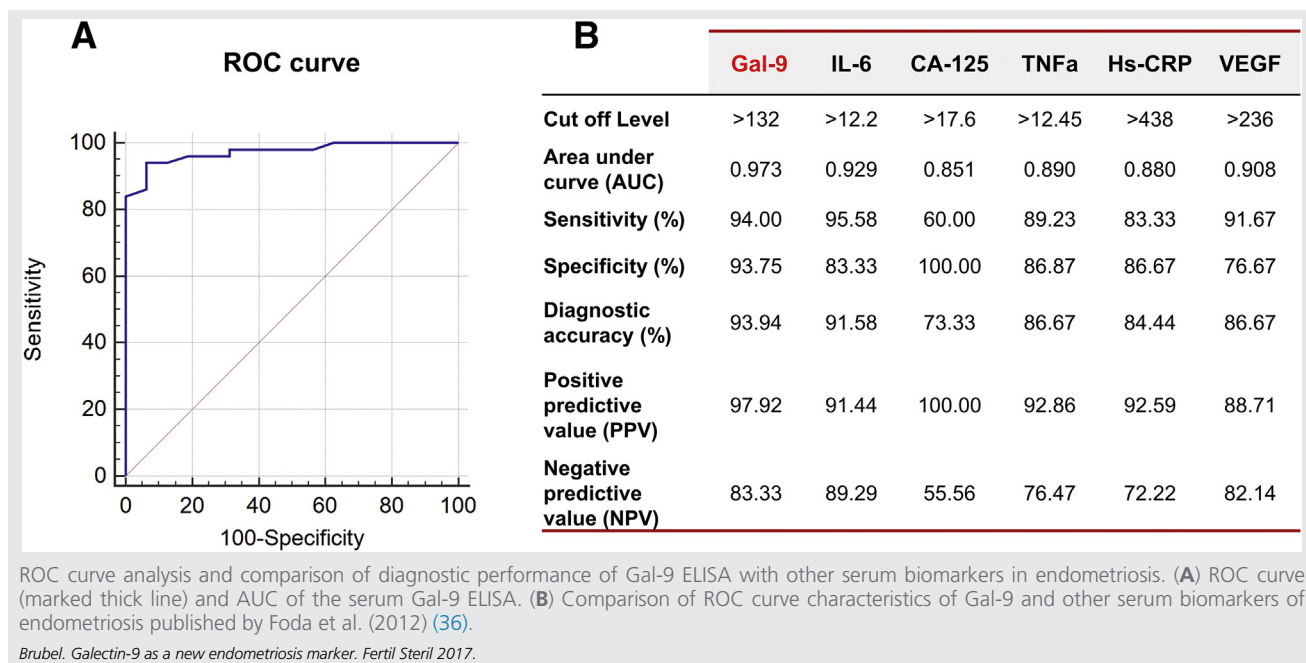 A
ROC curve
100
80
60
40
20
0
0 20 40 60 80 100
Sensitivity
100-Specificity
B
Gal-9 IL-6 CA-125 TNFa Hs-CRP VEGF
Cut off Level >132 >12.2 >17.6 >12.45 >438 >236
Area under
curve (AUC) 0.973 0.929 0.851 0.890 0.880 0.908
Sensitivity (%) 94.00 95.58 60.00 89.23 83.33 91.67
Specificity (%) 93.75 83.33 100.00 86.87 86.67 76.67
Diagnostic
accuracy (%) 93.94 91.58 73.33 86.67 84.44 86.67
Positive
predictive
value (PPV) 97.92 91.44 100.00 92.86 92.59 88.71
Negative
predictive
value (NPV) 83.33 89.29 55.56 76.47 72.22 82.14
ROC curve analysis and comparison of diagnostic performance of Gal-9 ELISA with other serum biomarkers in endometriosis. (A) ROC curve
(marked thick line) and AUC of the serum Gal-9 ELISA. (B) Comparison of ROC curve characteristics of Gal-9 and other serum biomarkers of
endometriosis published by Foda et al. (2012) (36).
Brubel. Galectin-9 as a new endometriosis marker. Fertil Steril 2017.